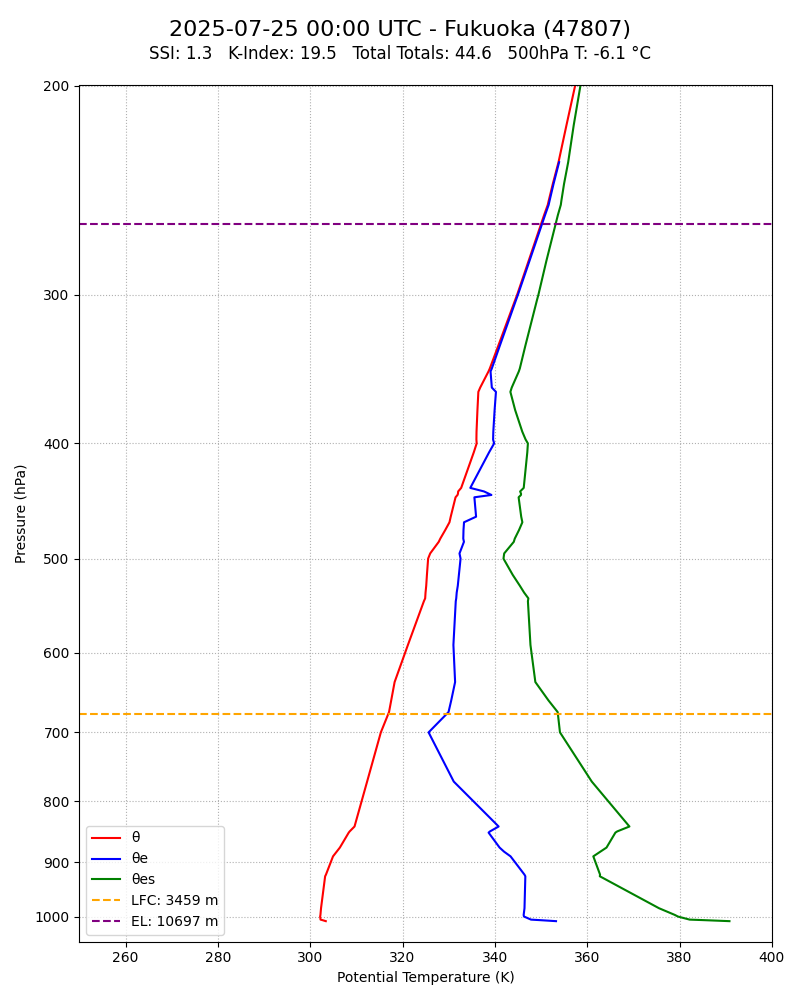 2025-07-25 00:00 UTC - Fukuoka (47807)
SSI: 1.3   K-Index: 19.5   Total Totals: 44.6   500hPa T: -6.1 °C
200
300
400
500
600
700
800
900
1000
Pressure (hPa)
θ
θe
θes
LFC: 3459 m
EL: 10697 m
260 280 300 320 340 360 380 400
Potential Temperature (K)